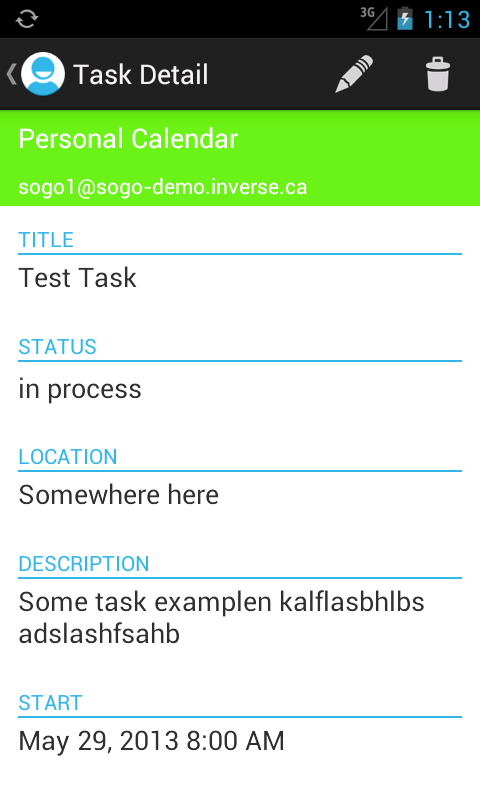 3G 1:13
Task Detail
Personal Calendar
sogo1@sogo-demo.inverse.ca
TITLE
Test Task
STATUS
in process
LOCATION
Somewhere here
DESCRIPTION
Some task examplen kalflasbhlbs
adslashfsahb
START
May 29, 2013 8:00 AM